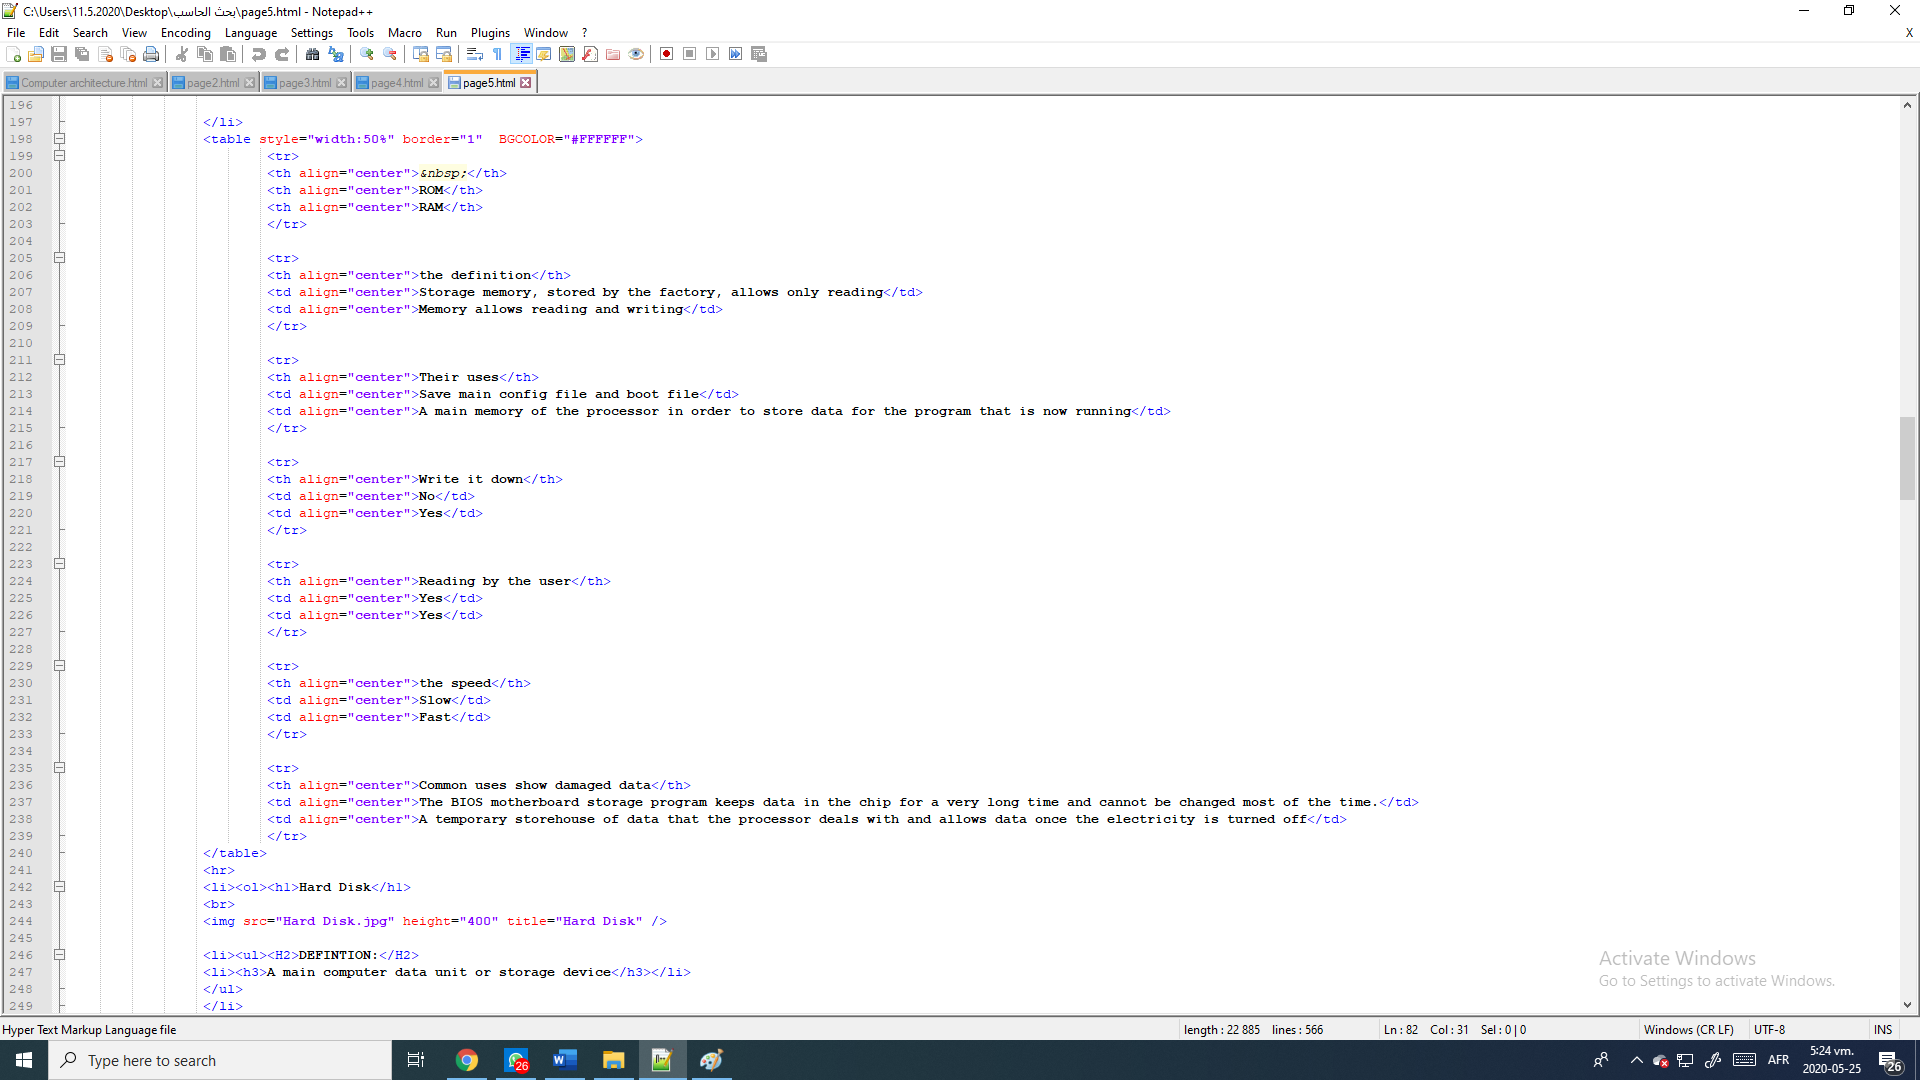 C:\Users\11.5.2020\Desktop\بحث الحاسب\page5.html - Notepad++
File Edit Search View Encoding Language Settings Tools Macro Run Plugins Window ? X
Computer architecture.html page2.html page3.html page4.html page5.html
196
197 </li>
198 <table style="width:50%" border="1"  BGCOLOR="#FFFFFF">
199 <tr>
200 <th align="center">&nbsp;</th>
201 <th align="center">ROM</th>
202 <th align="center">RAM</th>
203 </tr>
204
205 <tr>
206 <th align="center">the definition</th>
207 <td align="center">Storage memory, stored by the factory, allows only reading</td>
208 <td align="center">Memory allows reading and writing</td>
209 </tr>
210
211 <tr>
212 <th align="center">Their uses</th>
213 <td align="center">Save main config file and boot file</td>
214 <td align="center">A main memory of the processor in order to store data for the program that is now running</td>
215 </tr>
216
217 <tr>
218 <th align="center">Write it down</th>
219 <td align="center">No</td>
220 <td align="center">Yes</td>
221 </tr>
222
223 <tr>
224 <th align="center">Reading by the user</th>
225 <td align="center">Yes</td>
226 <td align="center">Yes</td>
227 </tr>
228
229 <tr>
230 <th align="center">the speed</th>
231 <td align="center">Slow</td>
232 <td align="center">Fast</td>
233 </tr>
234
235 <tr>
236 <th align="center">Common uses show damaged data</th>
237 <td align="center">The BIOS motherboard storage program keeps data in the chip for a very long time and cannot be changed most of the time.</td>
238 <td align="center">A temporary storehouse of data that the processor deals with and allows data once the electricity is turned off</td>
239 </tr>
240 </table>
241 <hr>
242 <li><ol><h1>Hard Disk</h1>
243 <br>
244 <img src="Hard Disk.jpg" height="400" title="Hard Disk" />
245
246 <li><ul><H2>DEFINTION:</H2>
247 <li><h3>A main computer data unit or storage device</h3></li>
248 </ul>
249 </li>
Activate Windows
Go to Settings to activate Windows.
Hyper Text Markup Language file length : 22 885 lines : 566 Ln : 82 Col : 31 Sel : 0 | 0 Windows (CR LF) UTF-8 INS
Type here to search 26 AFR 5:24 vm. 26
2020-05-25